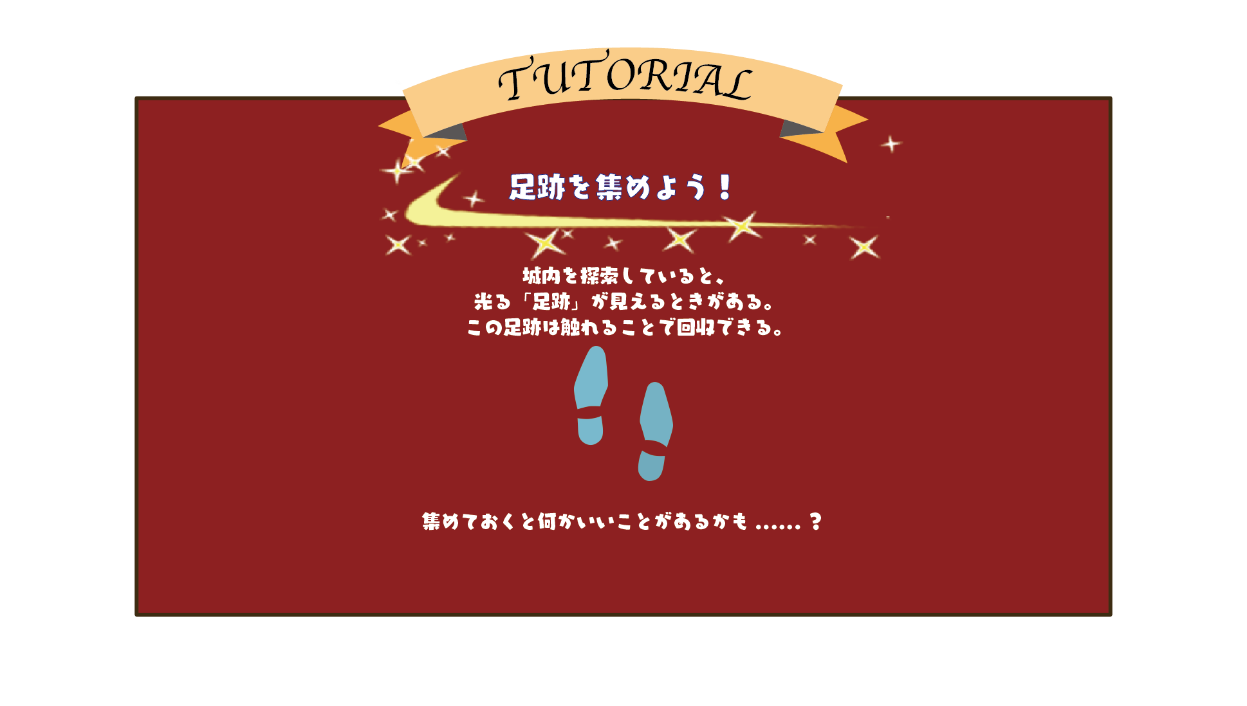 TUTORIAL
足跡を集めよう！
城内を探索していると、
光る「足跡」が見えるときがある。
この足跡は触れることで回収できる。
集めておくと何かいいことがあるかも……？